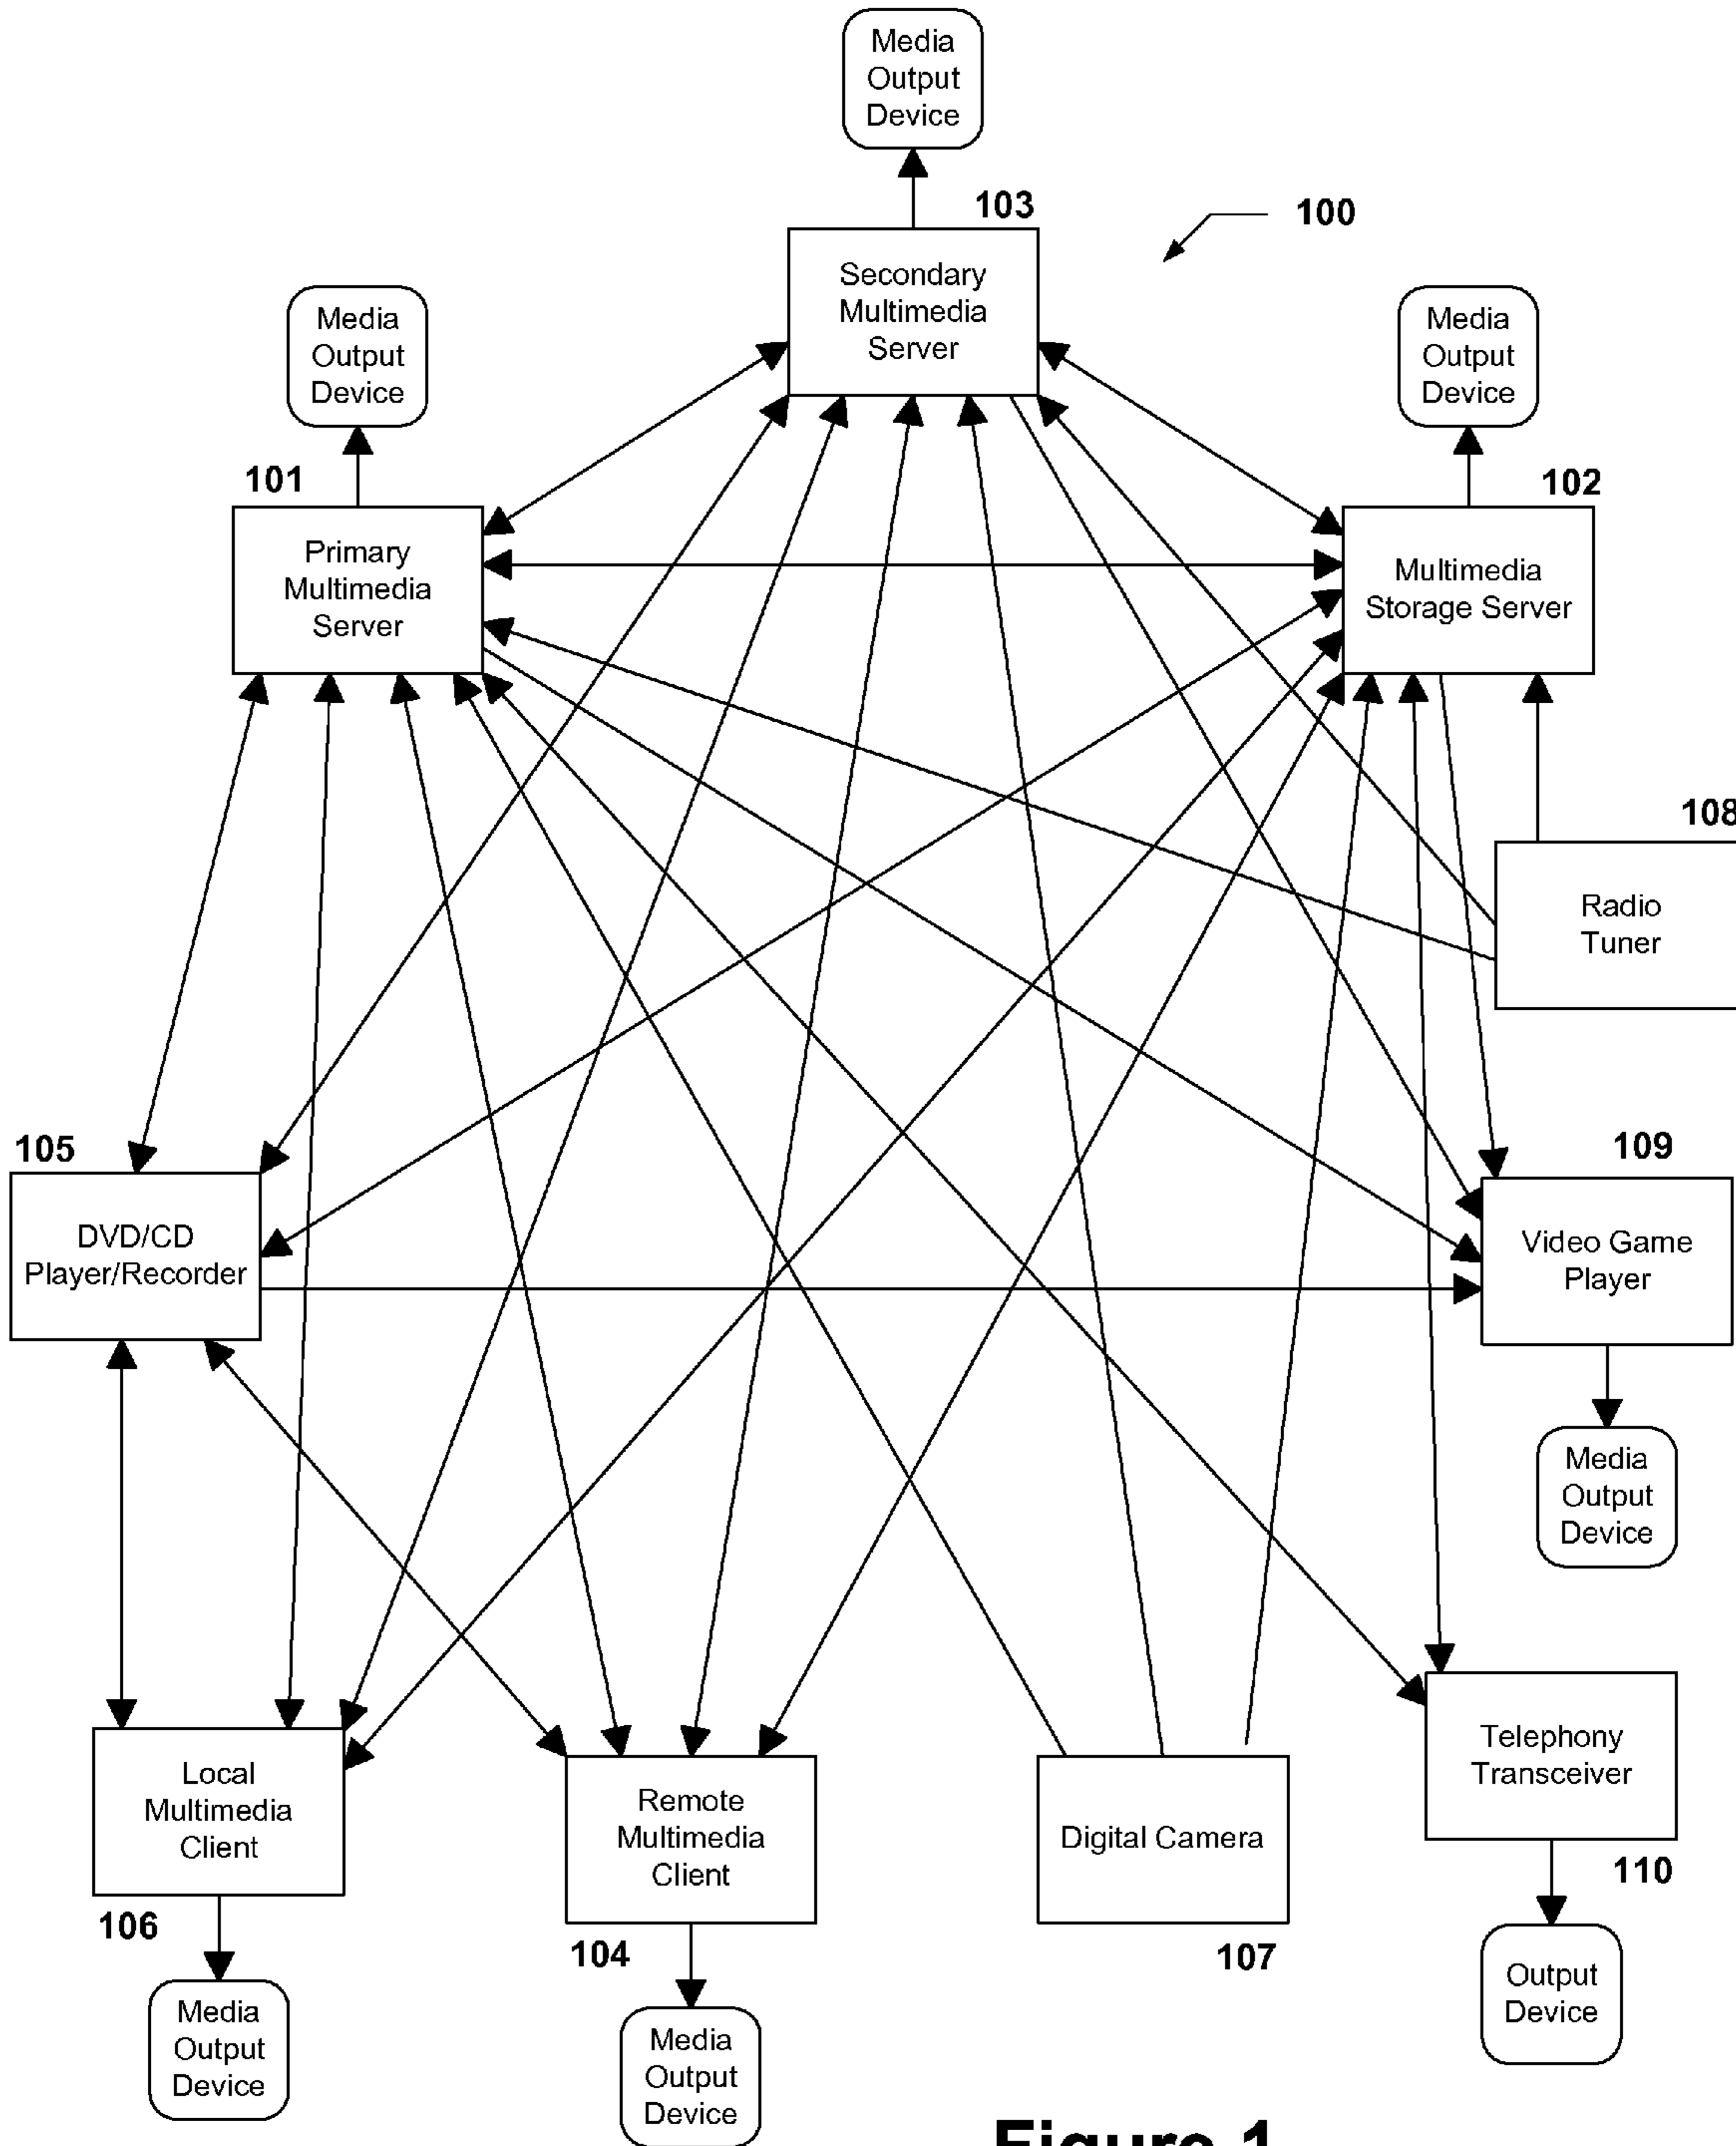 Media
Output
Device
103
100
Secondary
Multimedia
Server
Media
Output
Device
Media
Output
Device
101
102
Primary
Multimedia
Server
Multimedia
Storage Server
108
Radio
Tuner
105
109
DVD/CD
Player/Recorder
Video Game
Player
Media
Output
Device
Local
Multimedia
Client
Remote
Multimedia
Client
Digital Camera
Telephony
Transceiver
110
106
104
107
Media
Output
Device
Media
Output
Device
Output
Device
Figure 1